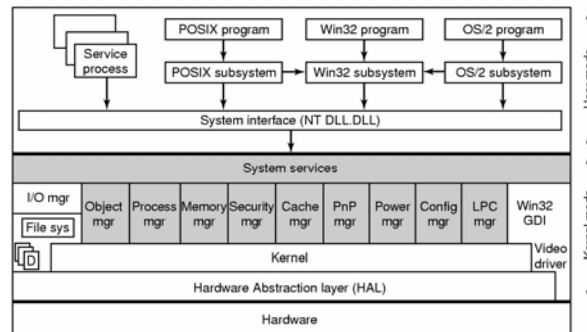 POSIX program
Win32 program
OS/2 program
Service
process
POSIX subsystem
Win32 subsystem
OS/2 subsystem
System interface (NT DLL.DLL)
System services
I/O mgr
Object
mgr
Process
mgr
Memory
mgr
Security
mgr
Cache
mgr
PnP
mgr
Power
mgr
Config
mgr
LPC
mgr
Win32
GDI
File sys
D
Kernel
Video
driver
Hardware Abstraction layer (HAL)
Hardware